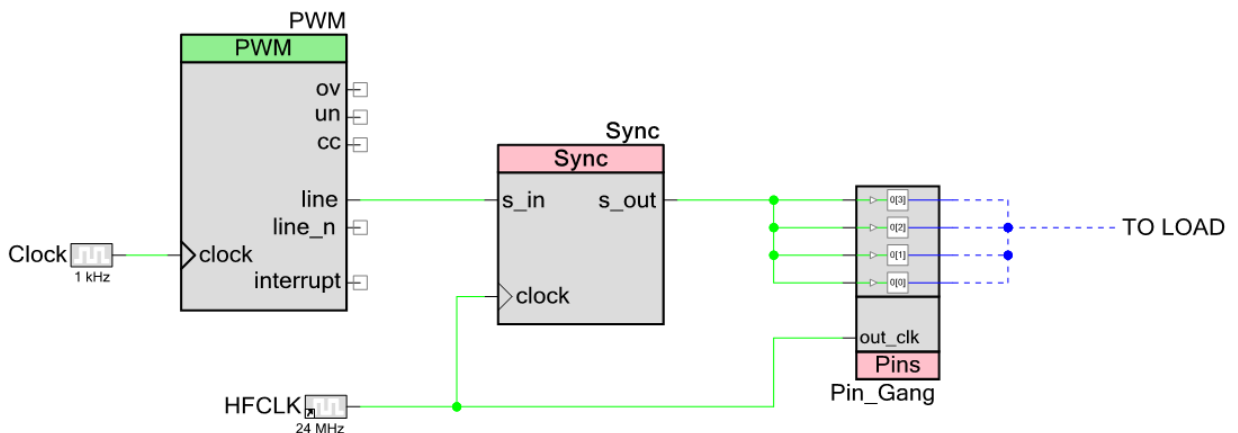 PWM
PWM
ov
un
cc
line
line_n
interrupt
clock
Clock
1 kHz
Sync
Sync
s_in
s_out
clock
HFCLK
24 MHz
0[3]
0[2]
0[1]
0[0]
out_clk
Pins
Pin_Gang
TO LOAD